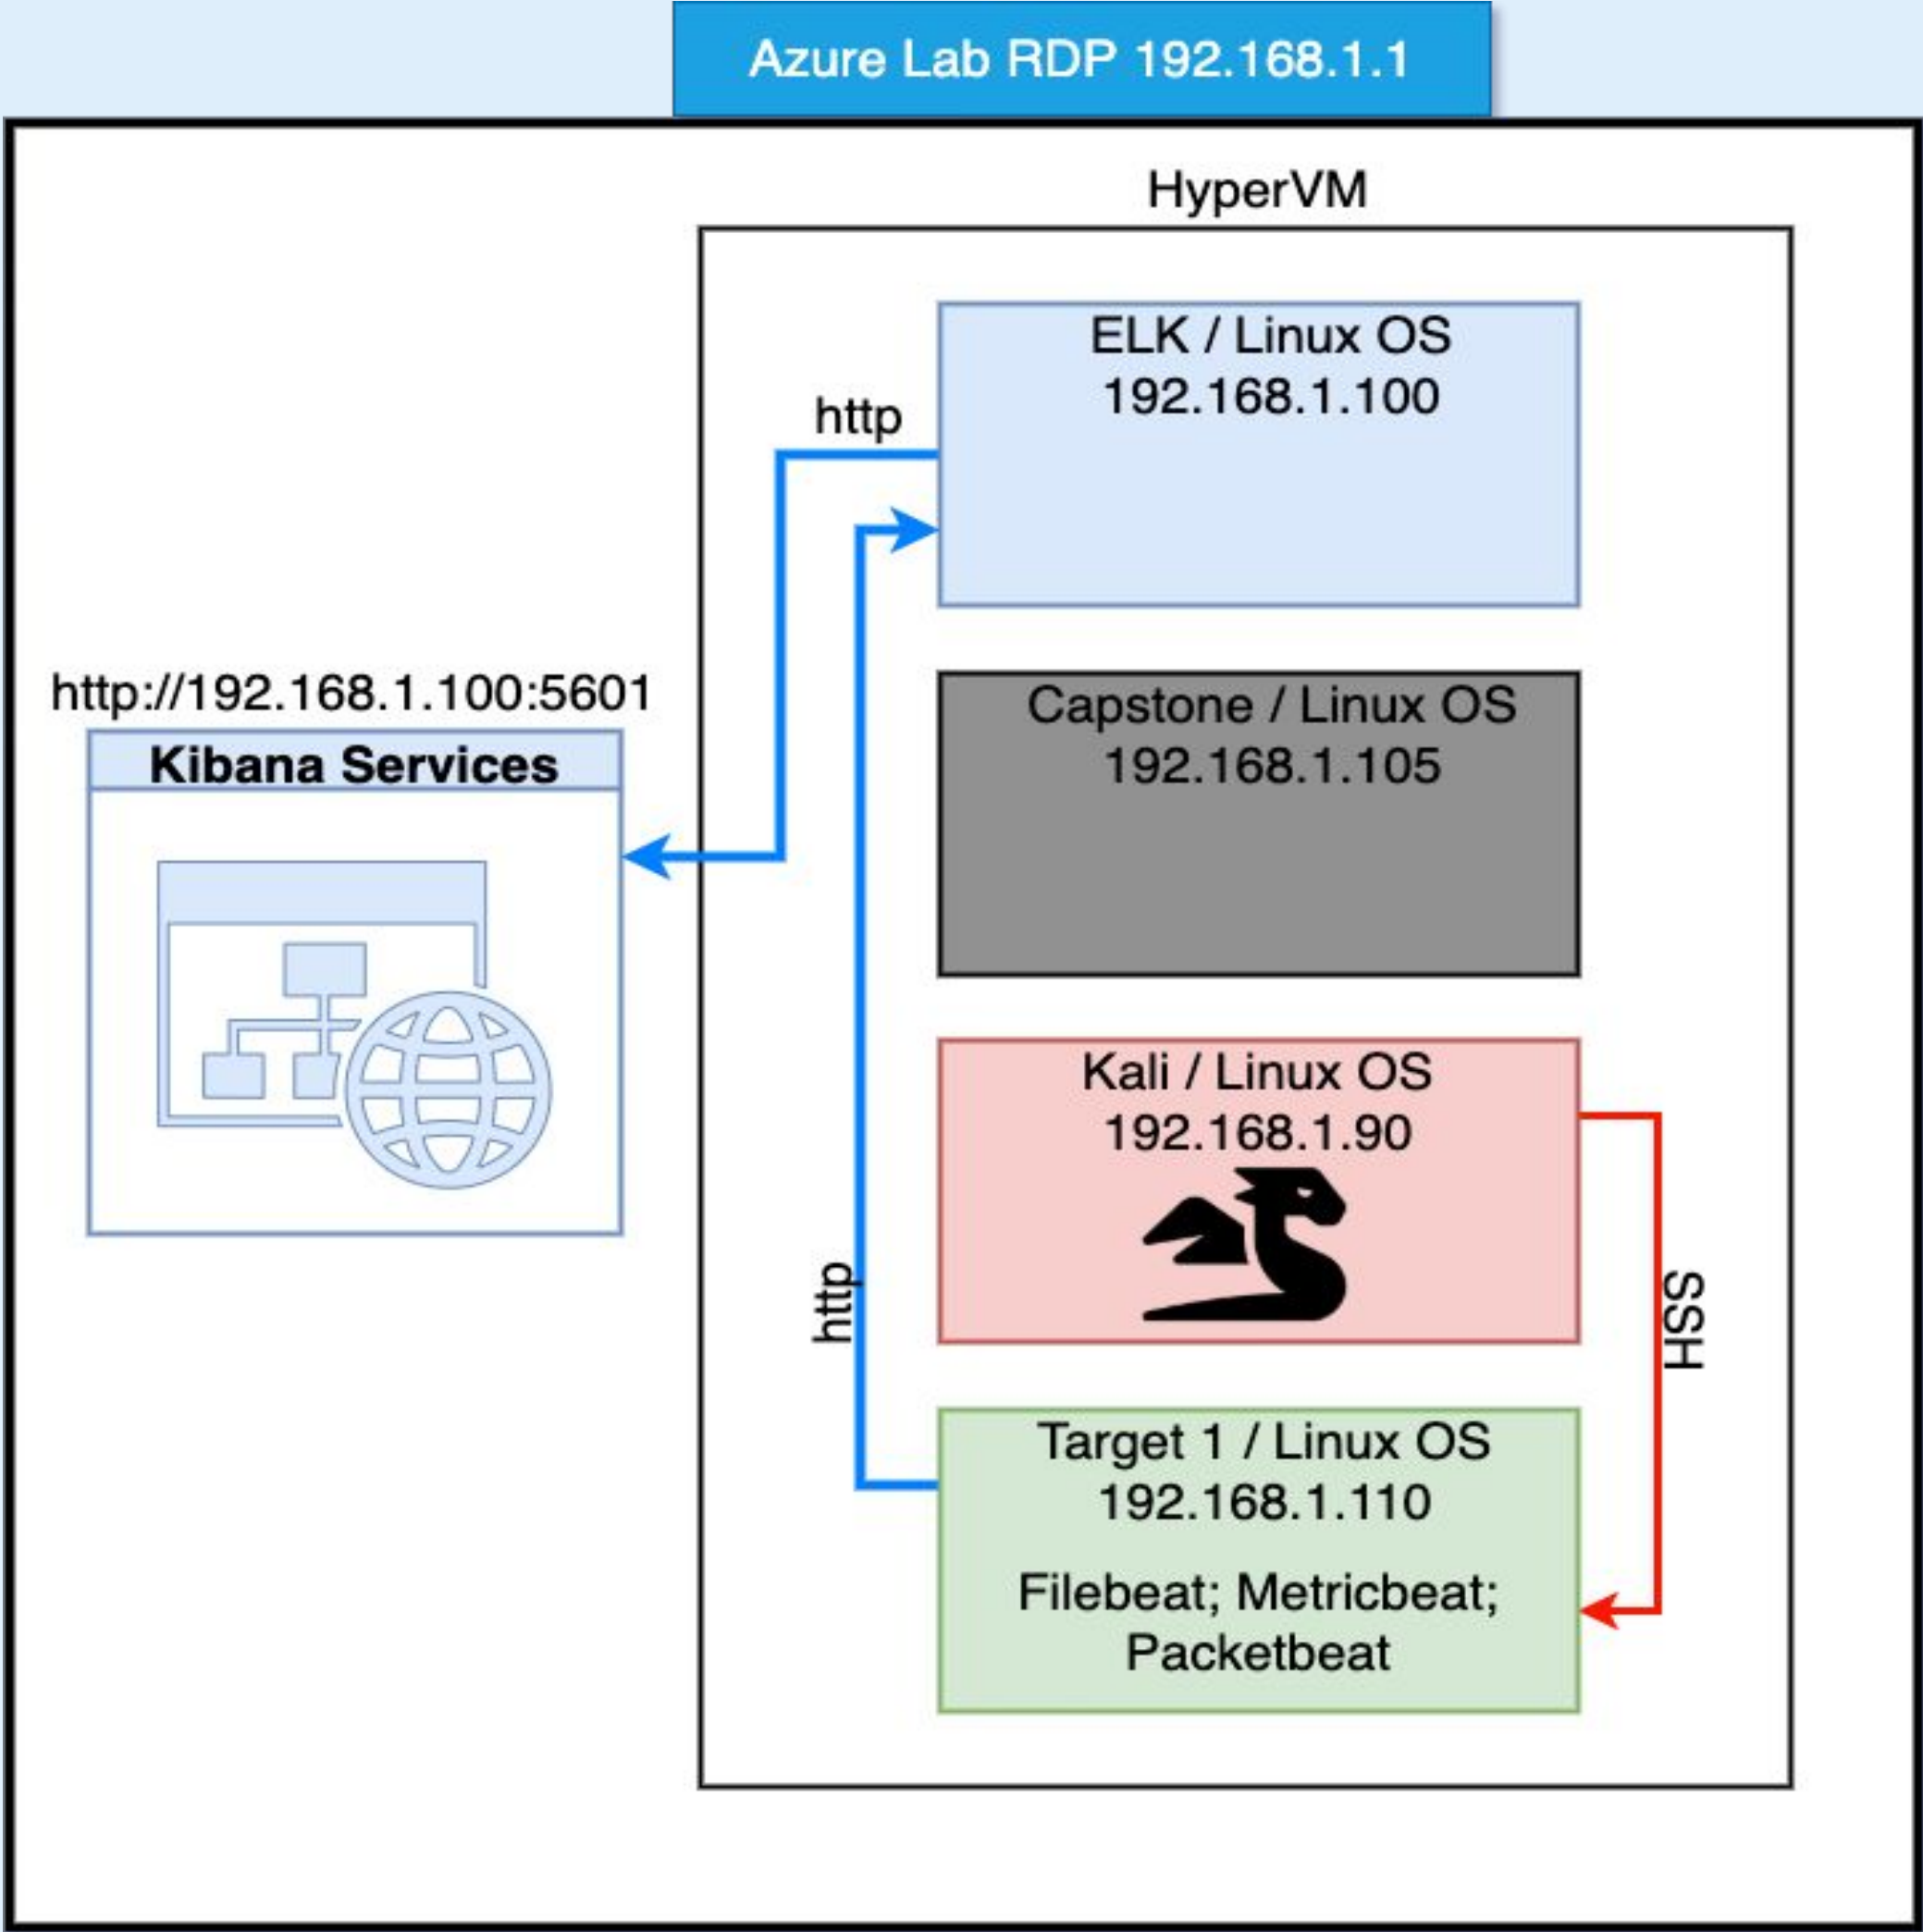 Azure Lab RDP 192.168.1.1
HyperVM
ELK / Linux OS
192.168.1.100
http
http://192.168.1.100:5601
Kibana Services
Capstone / Linux OS
192.168.1.105
Kali / Linux OS
192.168.1.90
http
SSH
Target 1 / Linux OS
192.168.1.110
Filebeat; Metricbeat;
Packetbeat